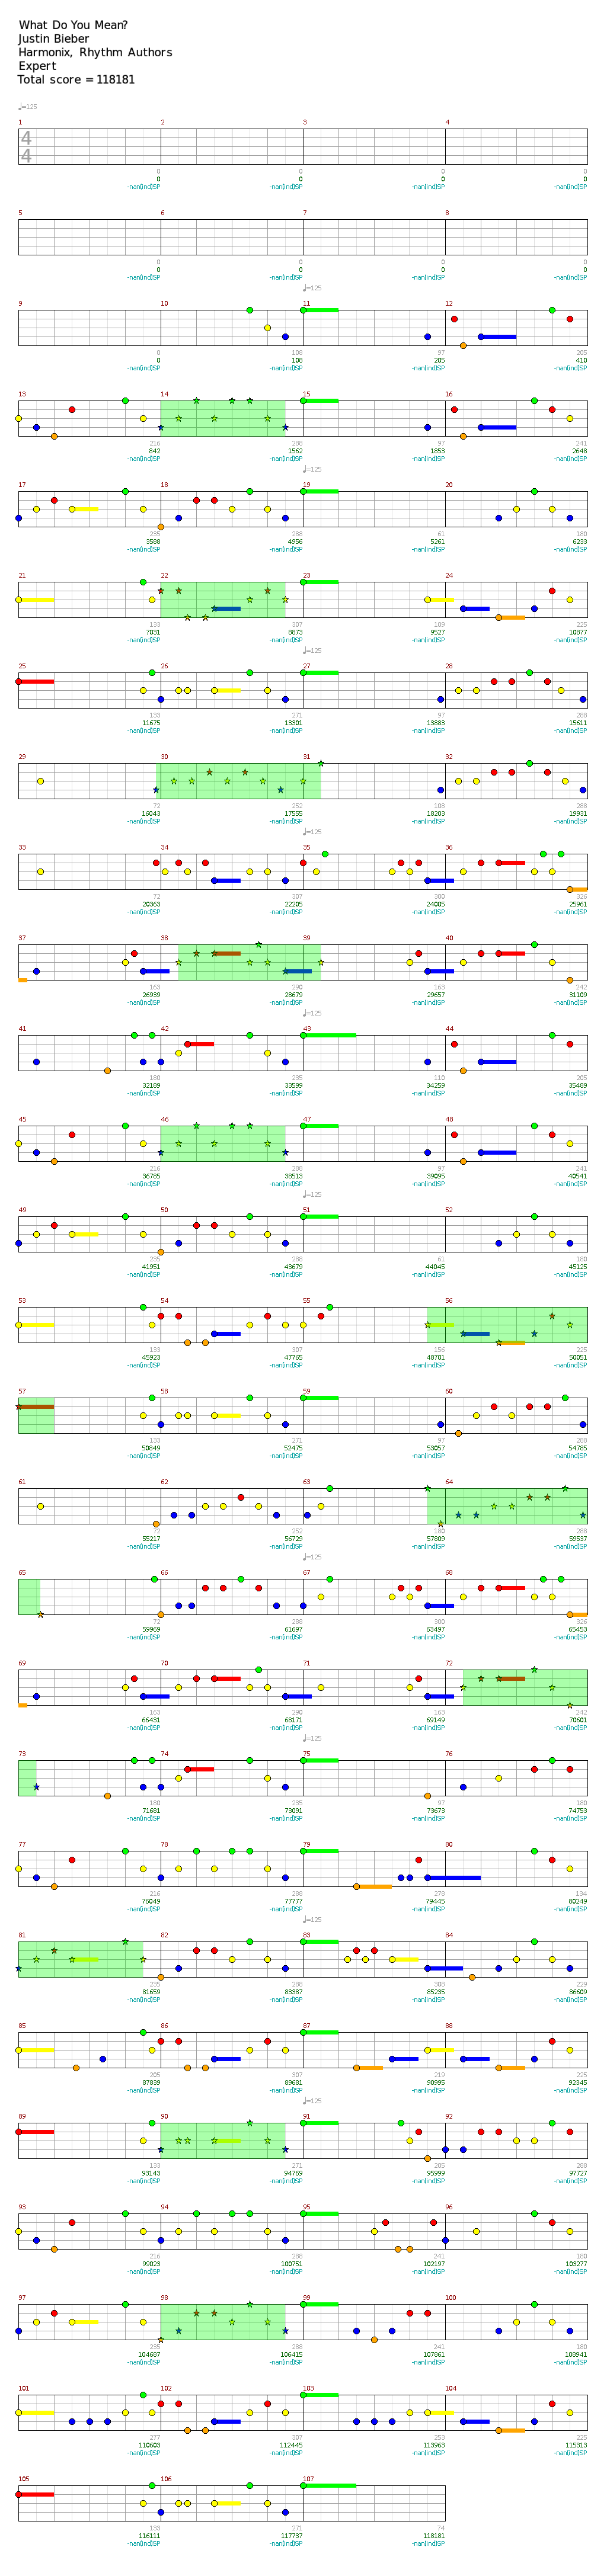 What Do You Mean?
Justin Bieber
Harmonix, Rhythm Authors
Expert
Total score = 118181
♩=125
1 2 3 4
4
4
0 0 0 0
0 0 0 0
-nan(ind)SP -nan(ind)SP -nan(ind)SP -nan(ind)SP
5 6 7 8
0 0 0 0
0 0 0 0
-nan(ind)SP -nan(ind)SP -nan(ind)SP -nan(ind)SP
♩=125
9 10 11 12
0 108 97 205
0 108 205 410
-nan(ind)SP -nan(ind)SP -nan(ind)SP -nan(ind)SP
13 14 15 16
216 288 97 241
842 1562 1853 2648
-nan(ind)SP -nan(ind)SP -nan(ind)SP -nan(ind)SP
♩=125
17 18 19 20
235 288 61 180
3588 4956 5261 6233
-nan(ind)SP -nan(ind)SP -nan(ind)SP -nan(ind)SP
21 22 23 24
133 307 109 225
7031 8873 9527 10877
-nan(ind)SP -nan(ind)SP -nan(ind)SP -nan(ind)SP
♩=125
25 26 27 28
133 271 97 288
11675 13301 13883 15611
-nan(ind)SP -nan(ind)SP -nan(ind)SP -nan(ind)SP
29 30 31 32
72 252 108 288
16043 17555 18203 19931
-nan(ind)SP -nan(ind)SP -nan(ind)SP -nan(ind)SP
♩=125
33 34 35 36
72 307 300 326
20363 22205 24005 25961
-nan(ind)SP -nan(ind)SP -nan(ind)SP -nan(ind)SP
37 38 39 40
163 290 163 242
26939 28679 29657 31109
-nan(ind)SP -nan(ind)SP -nan(ind)SP -nan(ind)SP
♩=125
41 42 43 44
180 235 110 205
32189 33599 34259 35489
-nan(ind)SP -nan(ind)SP -nan(ind)SP -nan(ind)SP
45 46 47 48
216 288 97 241
36785 38513 39095 40541
-nan(ind)SP -nan(ind)SP -nan(ind)SP -nan(ind)SP
♩=125
49 50 51 52
235 288 61 180
41951 43679 44045 45125
-nan(ind)SP -nan(ind)SP -nan(ind)SP -nan(ind)SP
53 54 55 56
133 307 156 225
45923 47765 48701 50051
-nan(ind)SP -nan(ind)SP -nan(ind)SP -nan(ind)SP
57 58 59 60
133 271 97 288
50849 52475 53057 54785
-nan(ind)SP -nan(ind)SP -nan(ind)SP -nan(ind)SP
61 62 63 64
72 252 180 288
55217 56729 57809 59537
-nan(ind)SP -nan(ind)SP -nan(ind)SP -nan(ind)SP
♩=125
65 66 67 68
72 288 300 326
59969 61697 63497 65453
-nan(ind)SP -nan(ind)SP -nan(ind)SP -nan(ind)SP
69 70 71 72
163 290 163 242
66431 68171 69149 70601
-nan(ind)SP -nan(ind)SP -nan(ind)SP -nan(ind)SP
♩=125
73 74 75 76
180 235 97 180
71681 73091 73673 74753
-nan(ind)SP -nan(ind)SP -nan(ind)SP -nan(ind)SP
77 78 79 80
216 288 278 134
76049 77777 79445 80249
-nan(ind)SP -nan(ind)SP -nan(ind)SP -nan(ind)SP
♩=125
81 82 83 84
235 288 308 229
81659 83387 85235 86609
-nan(ind)SP -nan(ind)SP -nan(ind)SP -nan(ind)SP
85 86 87 88
205 307 219 225
87839 89681 90995 92345
-nan(ind)SP -nan(ind)SP -nan(ind)SP -nan(ind)SP
♩=125
89 90 91 92
133 271 205 288
93143 94769 95999 97727
-nan(ind)SP -nan(ind)SP -nan(ind)SP -nan(ind)SP
93 94 95 96
216 288 241 180
99023 100751 102197 103277
-nan(ind)SP -nan(ind)SP -nan(ind)SP -nan(ind)SP
97 98 99 100
235 288 241 180
104687 106415 107861 108941
-nan(ind)SP -nan(ind)SP -nan(ind)SP -nan(ind)SP
101 102 103 104
277 307 253 225
110603 112445 113963 115313
-nan(ind)SP -nan(ind)SP -nan(ind)SP -nan(ind)SP
105 106 107
133 271 74
116111 117737 118181
-nan(ind)SP -nan(ind)SP -nan(ind)SP